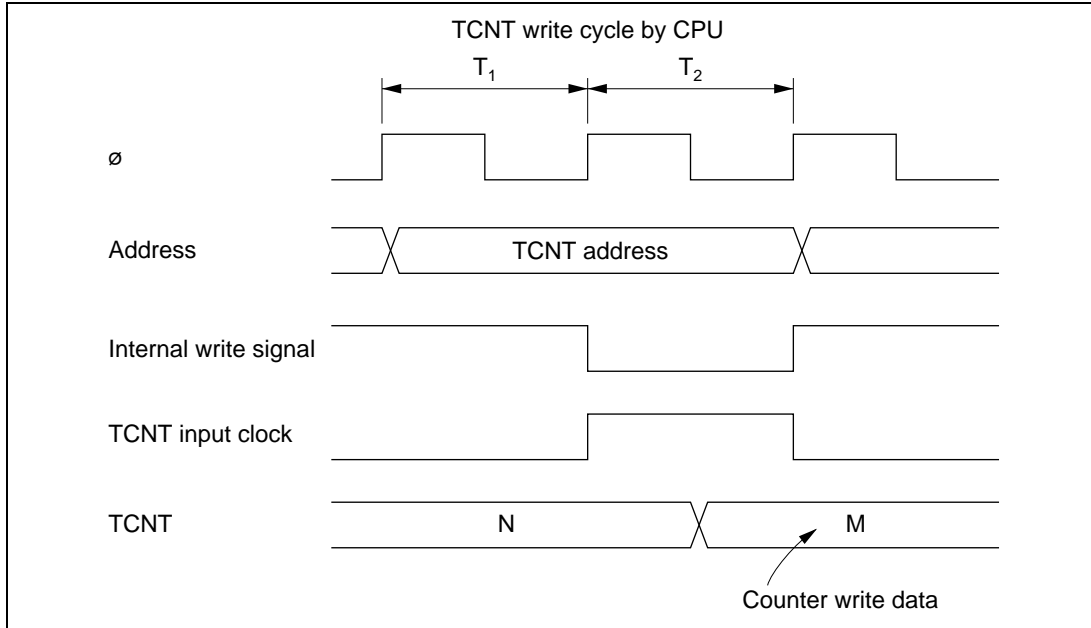 TCNT write cycle by CPU
T1 T2
ø
Address TCNT address
Internal write signal
TCNT input clock
TCNT N M
Counter write data